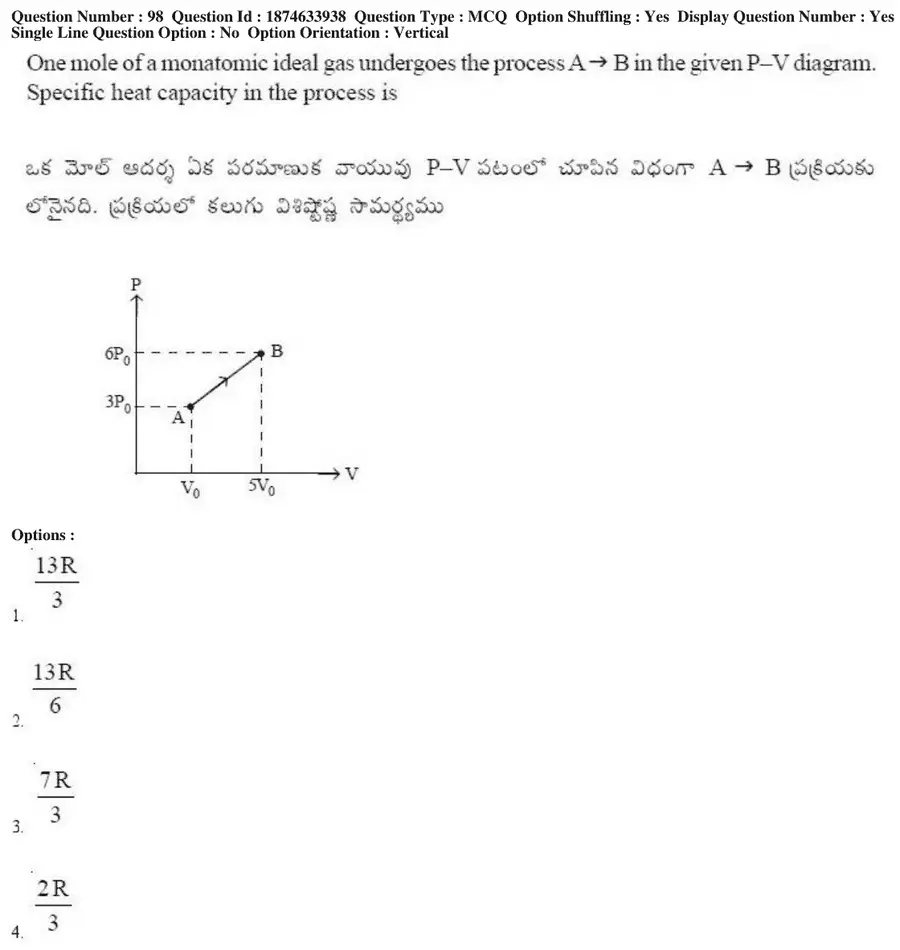 Question Number : 98 Question Id : 1874633938 Question Type : MCQ Option Shuffling : Yes Display Question Number : Yes
Single Line Question Option : No Option Orientation : Vertical
One mole of a monatomic ideal gas undergoes the process A → B in the given P–V diagram.
Specific heat capacity in the process is
ఒక మోల్ ఆదర్శ ఏక పరమాణుక వాయువు P–V పటంలో చూపిన విధంగా A → B ప్రక్రియకు
లోనైనది. ప్రక్రియలో కలుగు విశిష్టోష్ణ సామర్థ్యము
P
6P₀
B
3P₀
A
V
V₀
5V₀
Options :
1. 13R/3
2. 13R/6
3. 7R/3
4. 2R/3